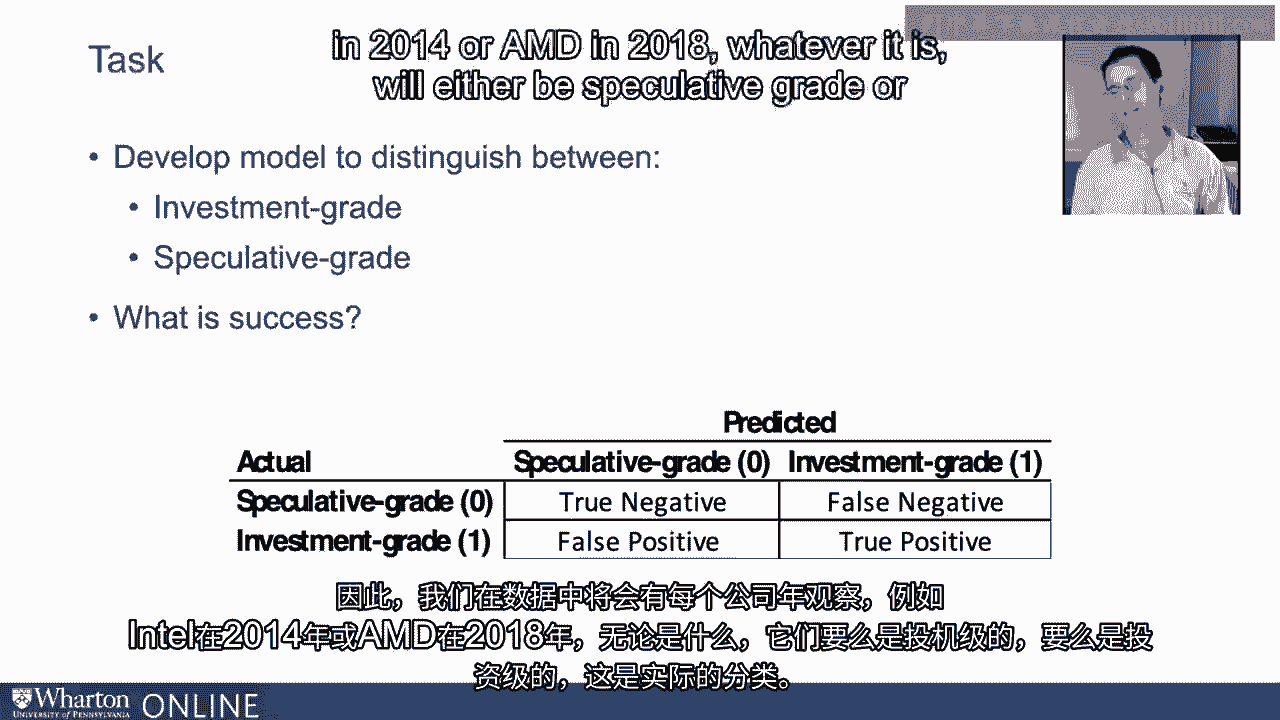 in 2014 or AMD in 2018, whatever it is,
will either be speculative grade or
Task
• Develop model to distinguish between:
• Investment-grade
• Speculative-grade
• What is success?
Predicted
Actual Speculative-grade (0) Investment-grade (1)
Speculative-grade (0) True Negative False Negative
Investment-grade (1) False Positive True Positive
因此，我们在数据中将会有每个公司年观察，例如
Intel在2014年或AMD在2018年，无论是什么，它们要么是投机级的，要么是投
资级的，这是实际的分类。
Wharton ONLINE
UNIVERSITY of PENNSYLVANIA